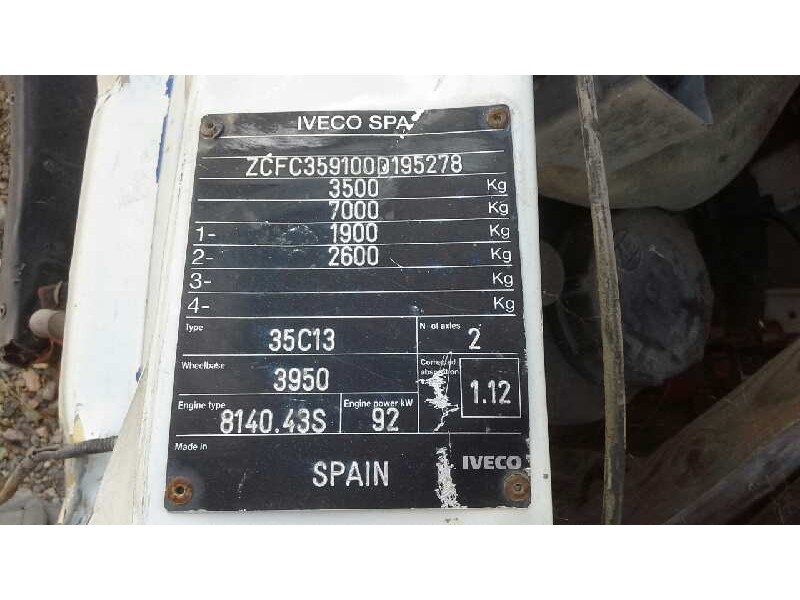 IVECO SPA
ZCFC359100D195278
3500 Kg
7000 Kg
1- 1900 Kg
2- 2600 Kg
3- Kg
4- Kg
Type 35C13 N. of axles 2
Wheelbase 3950 Corrected absorption 1.12
Engine type 8140.43S Engine power kW 92
Made in SPAIN IVECO